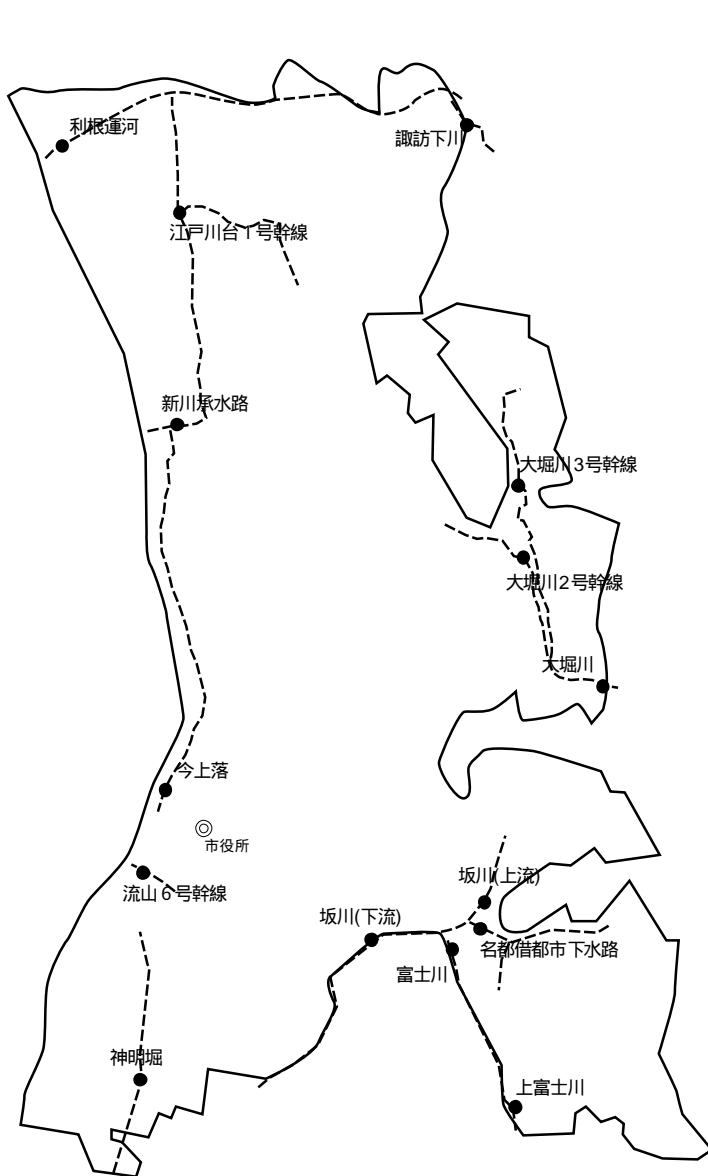 利根運河
諏訪下川
江戸川台1号幹線
新川承水路
大堀川3号幹線
大堀川2号幹線
大堀川
今上落
市役所
流山6号幹線
坂川(上流)
坂川(下流)
名都借都市下水路
富士川
神明堀
上富士川